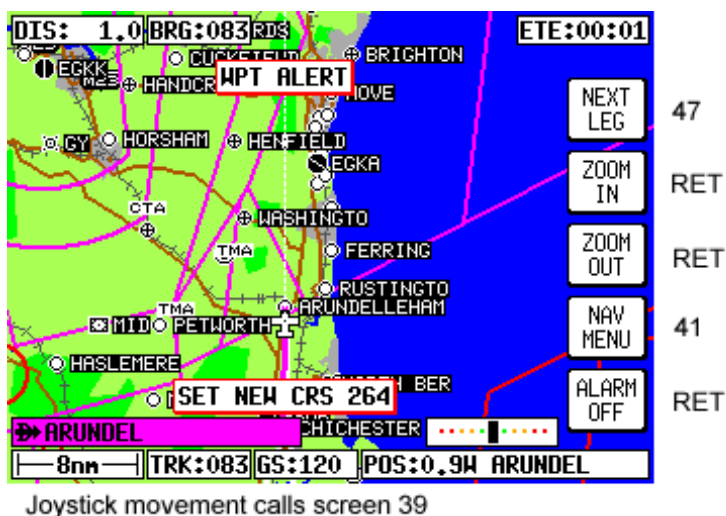 DIS: 1.0 BRG:083 RDS ETE:00:01
CUCKFIELD BRIGHTON
EGKK HANDCR WPT ALERT
HOVE
NEXT LEG 47
GY HORSHAM HENFIELD
EGKA ZOOM IN RET
CTA
WASHINGTO
TMA FERRING ZOOM OUT RET
RUSTINGTO
TMA ARUNDELLEHAM
MID PETWORTH NAV MENU 41
HASLEMERE
BER
SET NEW CRS 264 ALARM OFF RET
ARUNDEL CHICHESTER
8nm TRK:083 GS:120 POS:0.9W ARUNDEL
Joystick movement calls screen 39